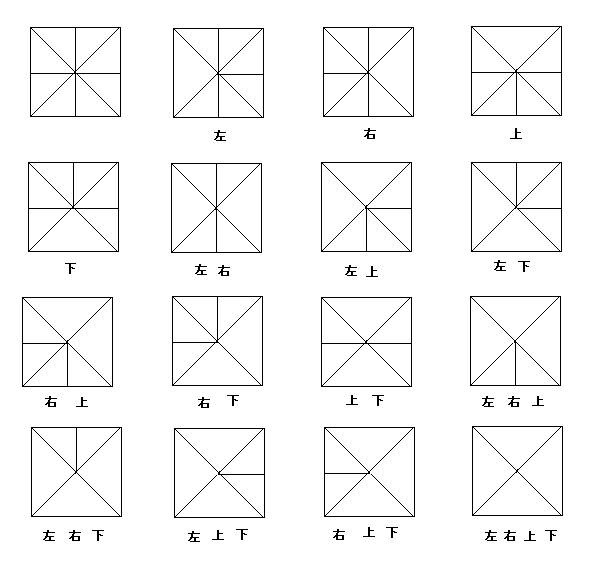 左
右
上
下
左 右
左 上
左 下
右 上
右 下
上 下
左 右 上
左 右 下
左 上 下
右 上 下
左 右 上 下